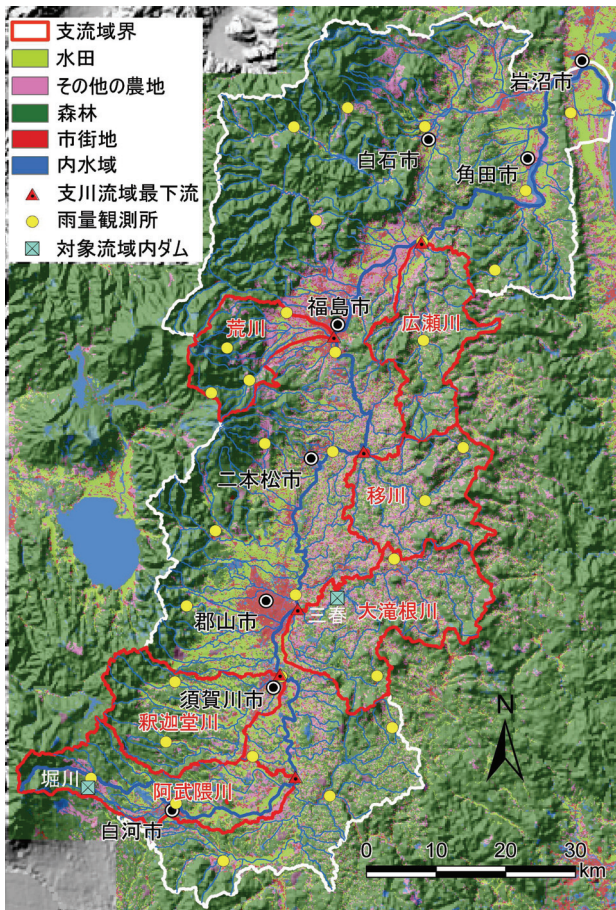 支流域界
水田
その他の農地
森林
市街地
内水域
支川流域最下流
雨量観測所
対象流域内ダム
岩沼市
白石市
角田市
福島市
荒川
広瀬川
二本松市
移川
郡山市
三春
大滝根川
須賀川市
釈迦堂川
N
堀川
阿武隈川
白河市
0 10 20 30
km